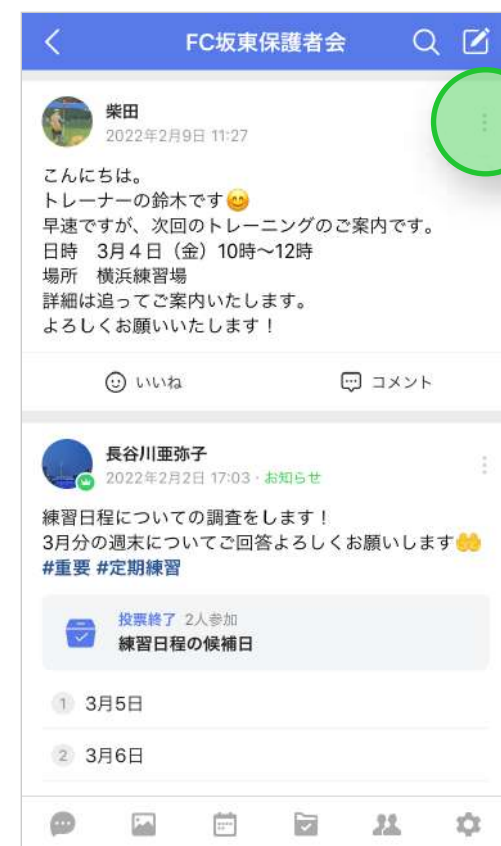 FC坂東保護者会
柴田
2022年2月9日 11:27
こんにちは。
トレーナーの鈴木です😊
早速ですが、次回のトレーニングのご案内です。
日時　3月４日（金）10時〜12時
場所　横浜練習場
詳細は追ってご案内いたします。
よろしくお願いいたします！
いいね
コメント
長谷川亜弥子
2022年2月2日 17:03・お知らせ
練習日程についての調査をします！
3月分の週末についてご回答よろしくお願いします🤲
#重要 #定期練習
投票終了 2人参加
練習日程の候補日
1 3月5日
2 3月6日